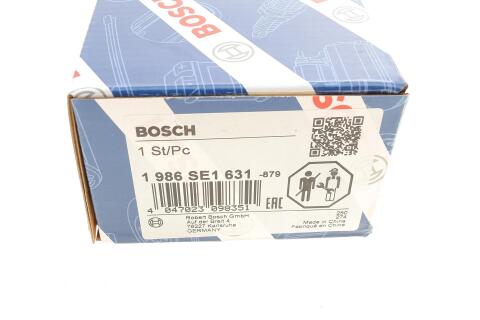 BOSCH
1 St/Pc
1 986 SE1 631 -879
4 047023 098351
EAC
Robert Bosch GmbH
Auf der Breit 4
76227 Karlsruhe
GERMANY
Made in China
Fabriqué en Chine